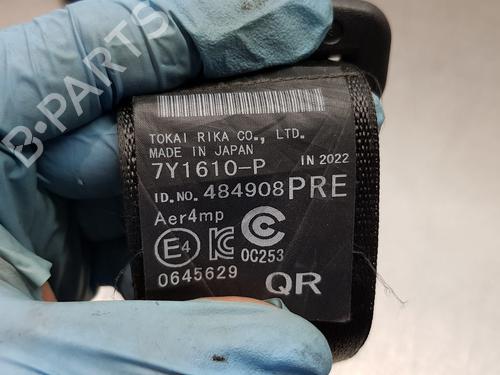 B-PARTS
TOKAI RIKA CO., LTD.
MADE IN JAPAN
7Y1610-P IN 2022
ID.NO. 484908 PRE
Aer4mp
E4 KC C 0C253
0645629 QR